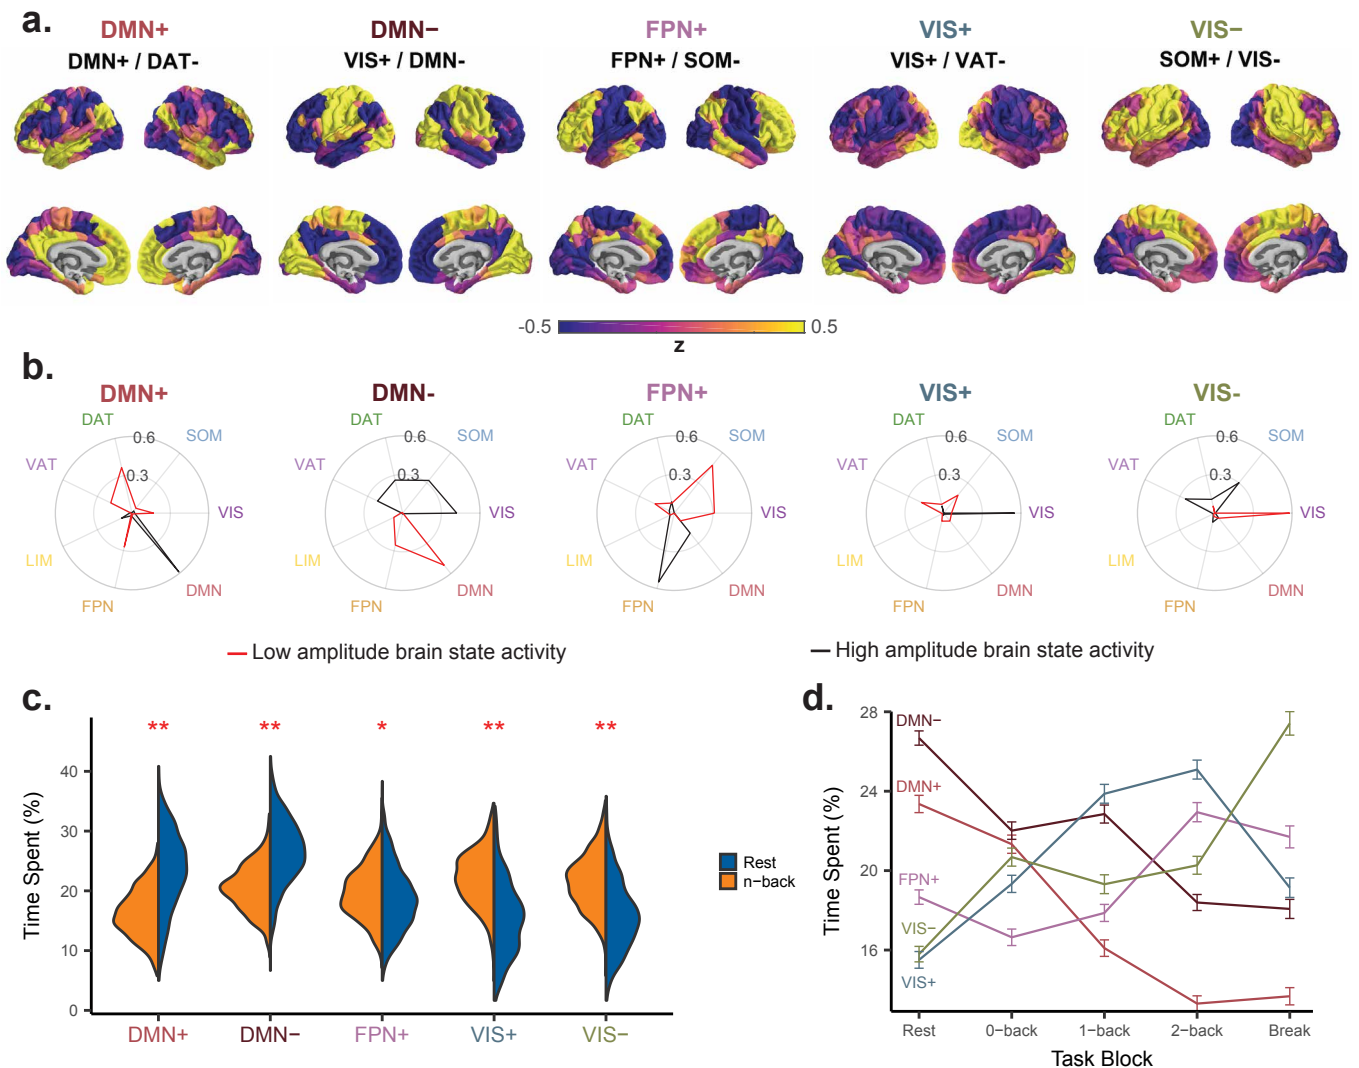 a.
DMN+ DMN− FPN+ VIS+ VIS−
DMN+ / DAT- VIS+ / DMN- FPN+ / SOM- VIS+ / VAT- SOM+ / VIS-
-0.5 0.5
z
b.
DMN+ DMN- FPN+ VIS+ VIS-
DAT 0.6 SOM VAT 0.3 VIS LIM DMN FPN
DAT 0.6 SOM VAT 0.3 VIS LIM DMN FPN
DAT 0.6 SOM VAT 0.3 VIS LIM DMN FPN
DAT 0.6 SOM VAT 0.3 VIS LIM DMN FPN
DAT 0.6 SOM VAT 0.3 VIS LIM DMN FPN
Low amplitude brain state activity
High amplitude brain state activity
c.
** ** * ** **
Time Spent (%)
40
30
20
10
0
DMN+ DMN− FPN+ VIS+ VIS−
Rest
n−back
d.
Time Spent (%)
28
24
20
16
DMN−
DMN+
FPN+
VIS−
VIS+
Rest 0−back 1−back 2−back Break
Task Block